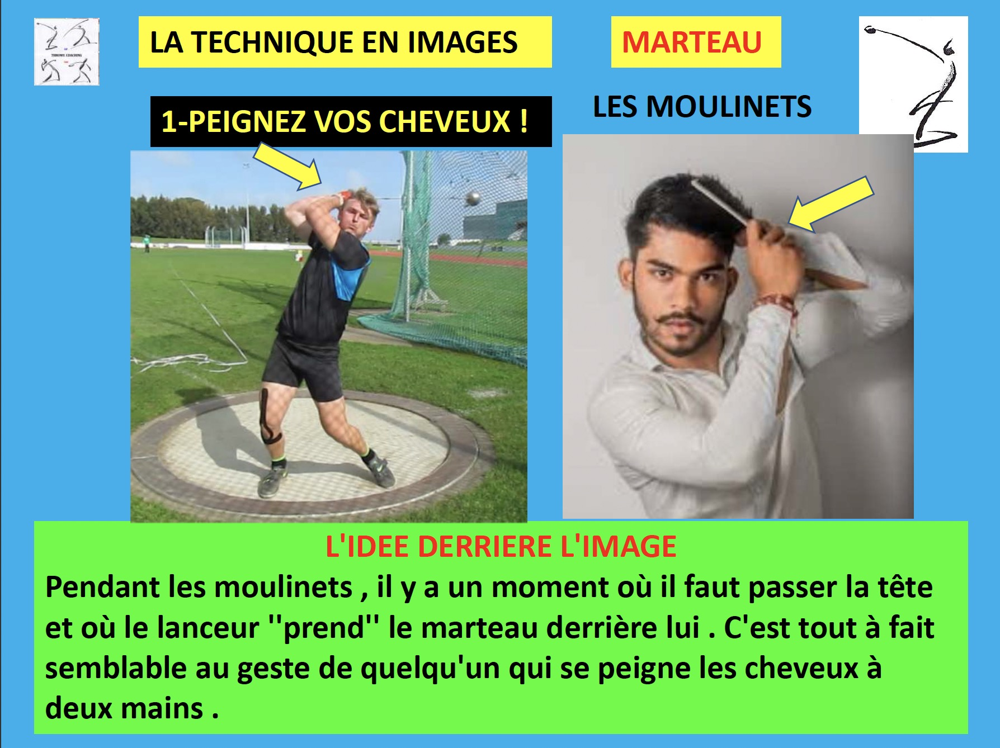 LA TECHNIQUE EN IMAGES
MARTEAU
THROWS COACHING
1-PEIGNEZ VOS CHEVEUX !
LES MOULINETS
L'IDEE DERRIERE L'IMAGE
Pendant les moulinets , il y a un moment où il faut passer la tête
et où le lanceur ''prend'' le marteau derrière lui . C'est tout à fait
semblable au geste de quelqu'un qui se peigne les cheveux à
deux mains .